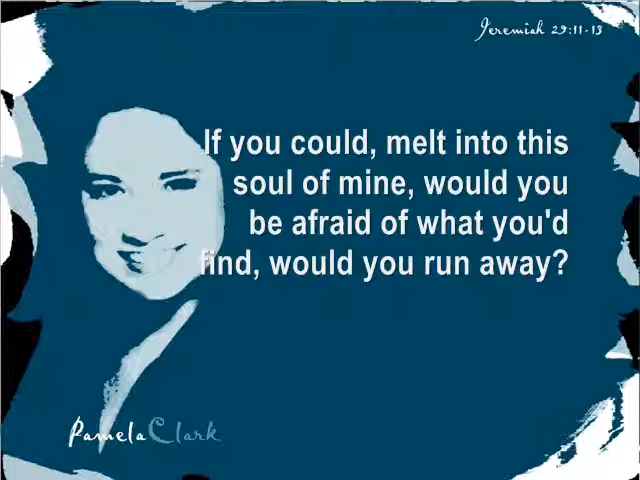 Jeremiah 29:11-13
If you could, melt into this
soul of mine, would you
be afraid of what you'd
find, would you run away?
PamelaClark